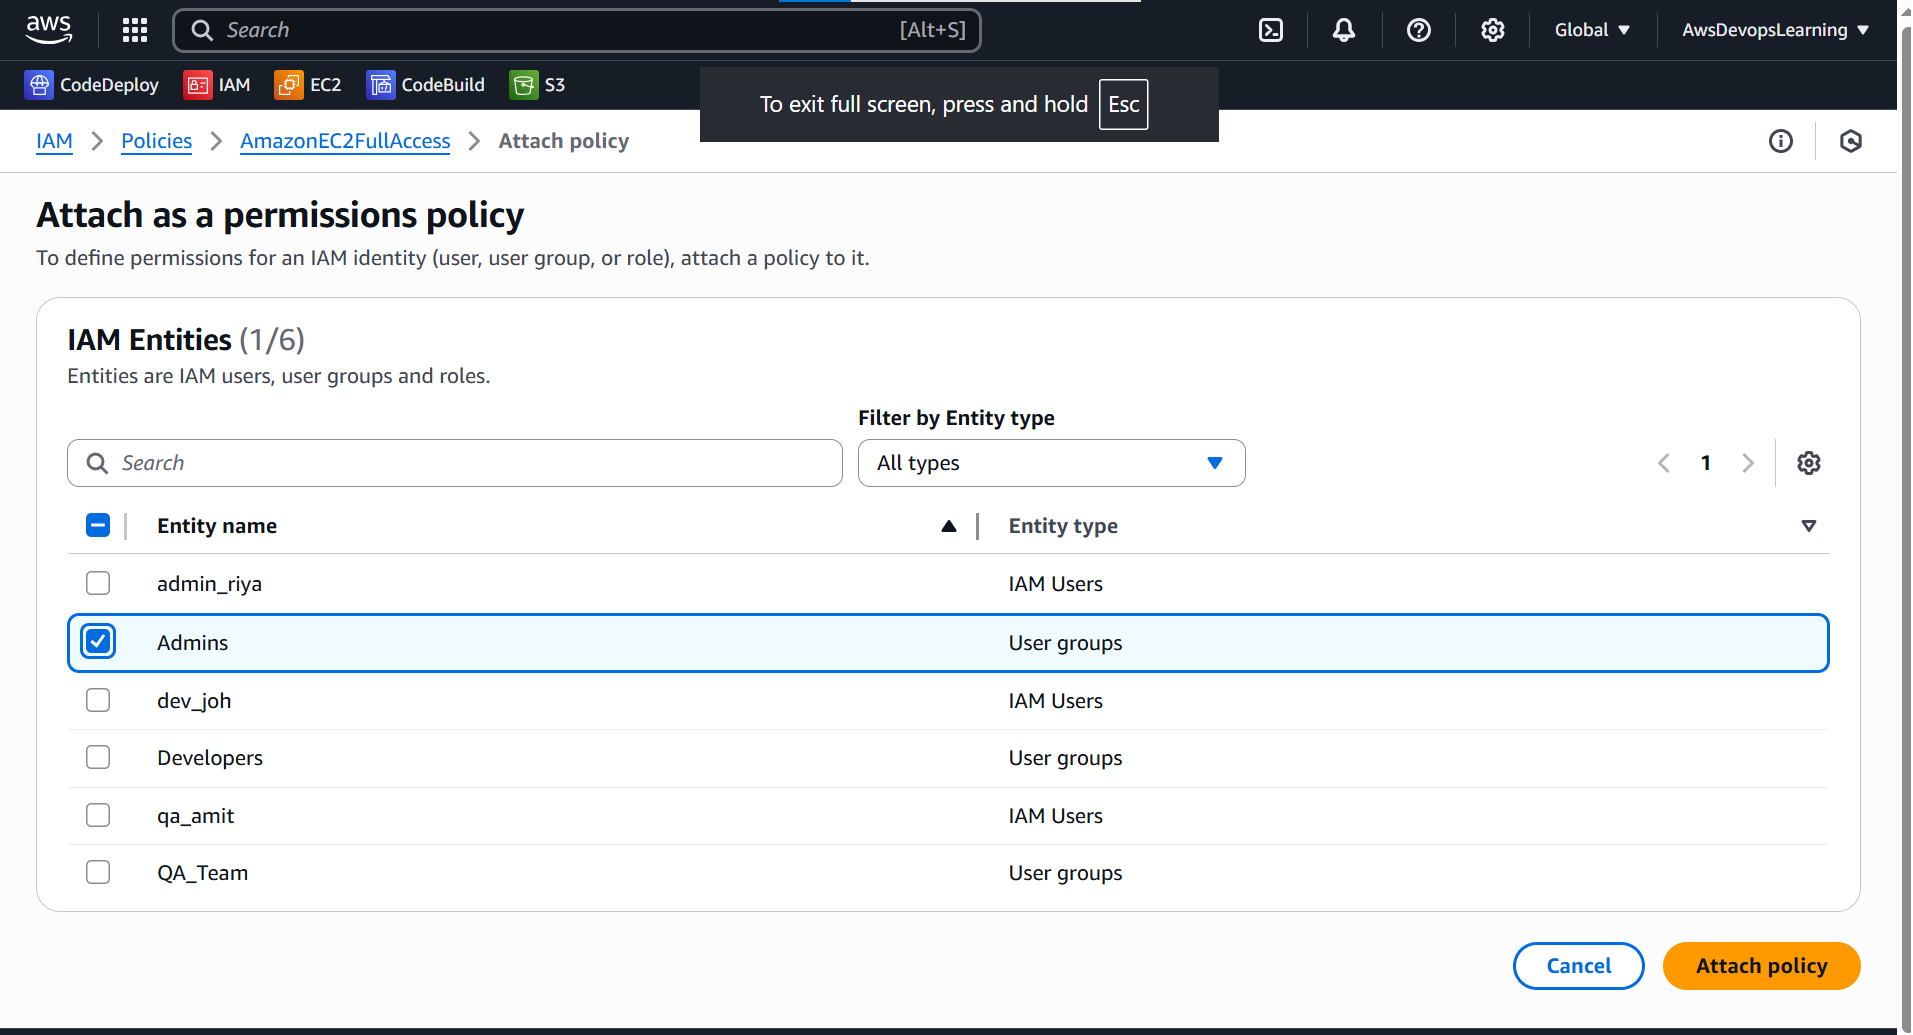 aws
Search [Alt+S]
Global
AwsDevopsLearning
CodeDeploy IAM EC2 CodeBuild S3
To exit full screen, press and hold Esc
IAM Policies AmazonEC2FullAccess Attach policy
Attach as a permissions policy
To define permissions for an IAM identity (user, user group, or role), attach a policy to it.
IAM Entities (1/6)
Entities are IAM users, user groups and roles.
Filter by Entity type
Search All types 1
Entity name Entity type
admin_riya IAM Users
Admins User groups
dev_joh IAM Users
Developers User groups
qa_amit IAM Users
QA_Team User groups
Cancel Attach policy